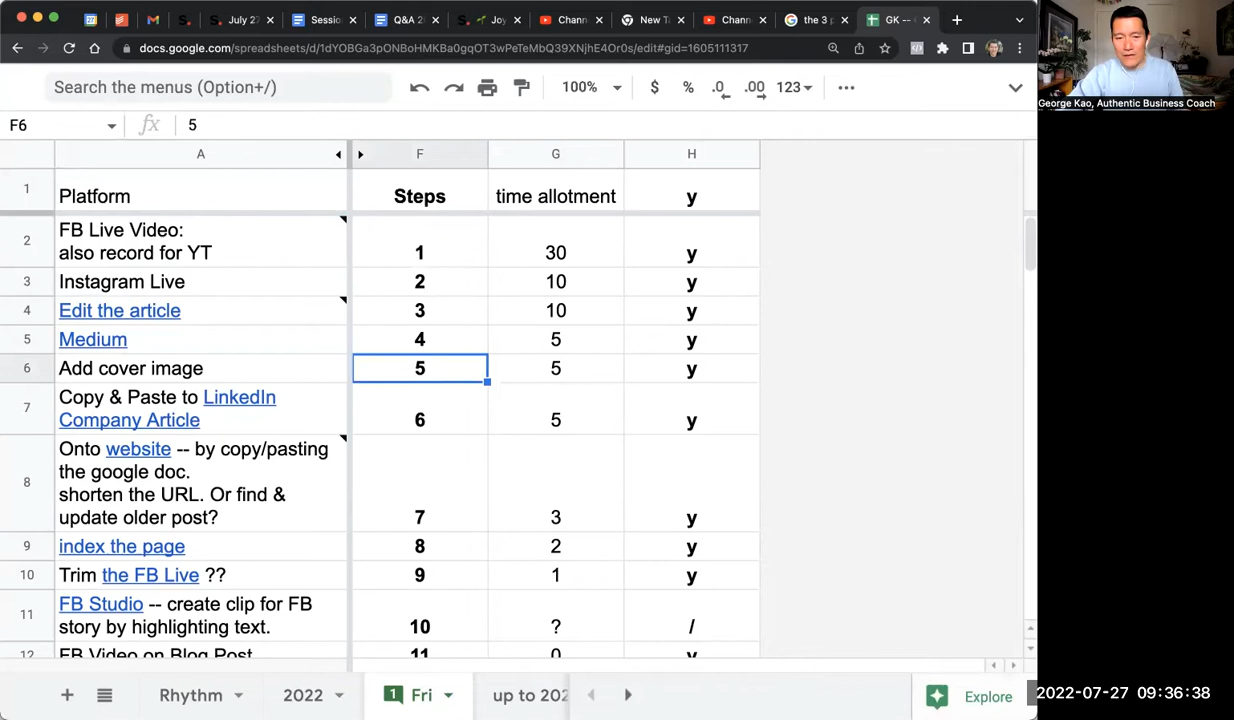 July 27
Sessio
Q&A 2
Joy
Chann
New T
Chann
the 3 p
GK --
docs.google.com/spreadsheets/d/1dYOBGa3pONBoHMKBa0gqOT3wPeTeMbQ39XNjhE4Or0s/edit#gid=1605111317
Search the menus (Option+/)
100%
$
%
.0
.00
123
George Kao, Authentic Business Coach
F6
fx
5
A
F
G
H
1
Platform
Steps
time allotment
y
2
FB Live Video:
also record for YT
1
30
y
3
Instagram Live
2
10
y
4
Edit the article
3
10
y
5
Medium
4
5
y
6
Add cover image
5
5
y
7
Copy & Paste to LinkedIn
Company Article
6
5
y
8
Onto website -- by copy/pasting
the google doc.
shorten the URL. Or find &
update older post?
7
3
y
9
index the page
8
2
y
10
Trim the FB Live ??
9
1
y
11
FB Studio -- create clip for FB
story by highlighting text.
10
?
/
12
FB Video on Blog Post
11
0
y
Rhythm
2022
1
Fri
up to 202
Explore
2022-07-27 09:36:38